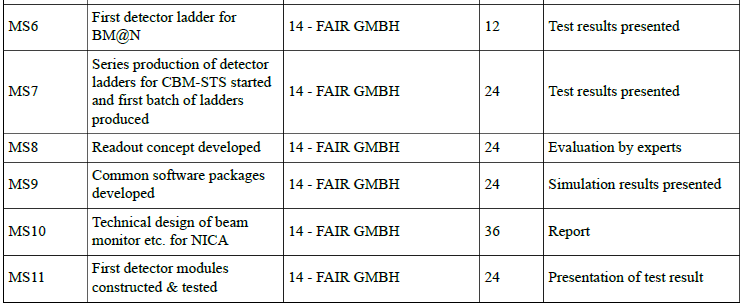 MS6 First detector ladder for BM@N 14 - FAIR GMBH 12 Test results presented
MS7 Series production of detector ladders for CBM-STS started and first batch of ladders produced 14 - FAIR GMBH 24 Test results presented
MS8 Readout concept developed 14 - FAIR GMBH 24 Evaluation by experts
MS9 Common software packages developed 14 - FAIR GMBH 24 Simulation results presented
MS10 Technical design of beam monitor etc. for NICA 14 - FAIR GMBH 36 Report
MS11 First detector modules constructed & tested 14 - FAIR GMBH 24 Presentation of test result